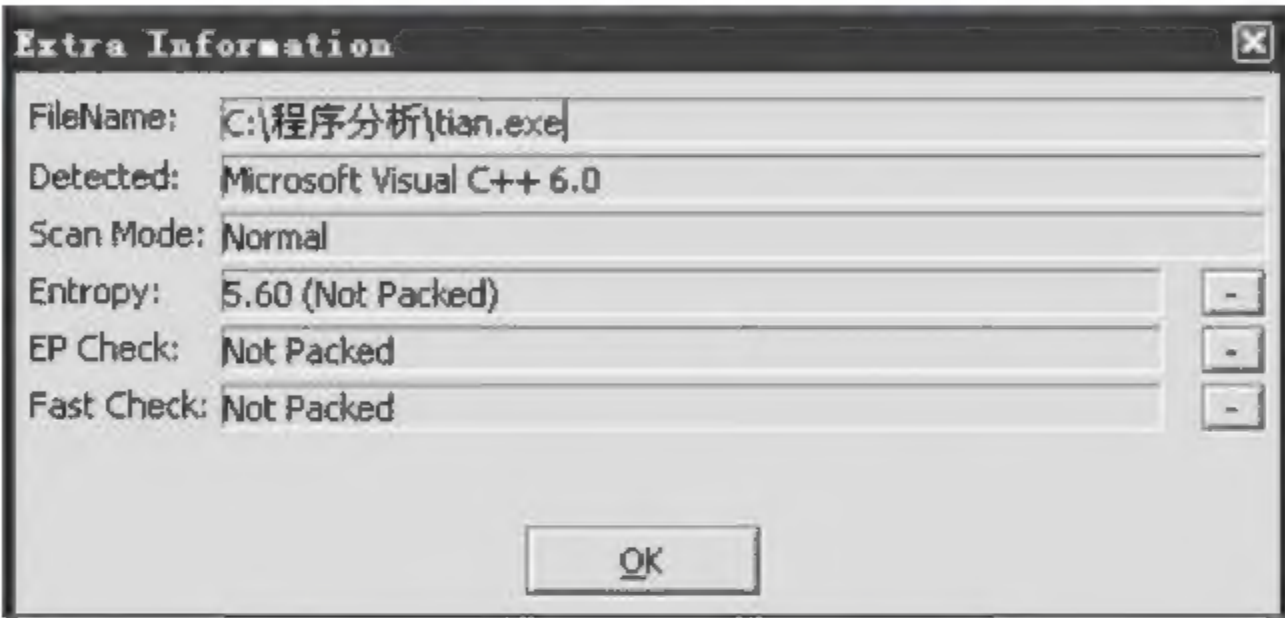 Extra Information
FileName: C:\程序分析\tian.exe
Detected: Microsoft Visual C++ 6.0
Scan Mode: Normal
Entropy: 5.60 (Not Packed) -
EP Check: Not Packed -
Fast Check: Not Packed -
OK